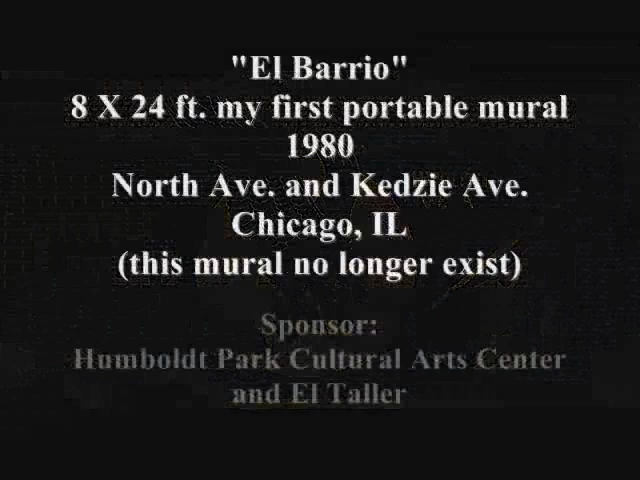 "El Barrio"
8 X 24 ft. my first portable mural
1980
North Ave. and Kedzie Ave.
Chicago, IL
(this mural no longer exist)
Sponsor:
Humboldt Park Cultural Arts Center
and El Taller